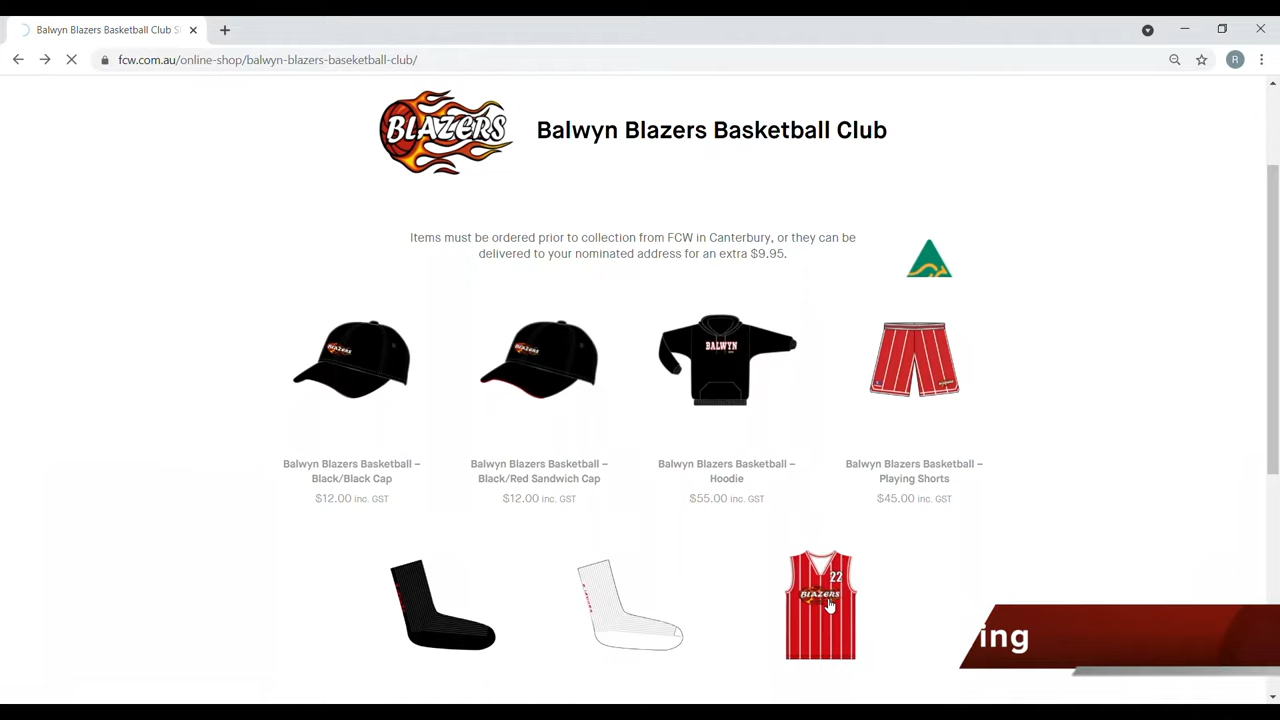 Balwyn Blazers Basketball Club S
fcw.com.au/online-shop/balwyn-blazers-baseketball-club/
R
BLAZERS
Balwyn Blazers Basketball Club
Items must be ordered prior to collection from FCW in Canterbury, or they can be
delivered to your nominated address for an extra $9.95.
BLAZERS
BLAZERS
BALWYN
Balwyn Blazers Basketball –
Black/Black Cap
$12.00 inc. GST
Balwyn Blazers Basketball –
Black/Red Sandwich Cap
$12.00 inc. GST
Balwyn Blazers Basketball –
Hoodie
$55.00 inc. GST
Balwyn Blazers Basketball –
Playing Shorts
$45.00 inc. GST
22
BLAZERS
ing